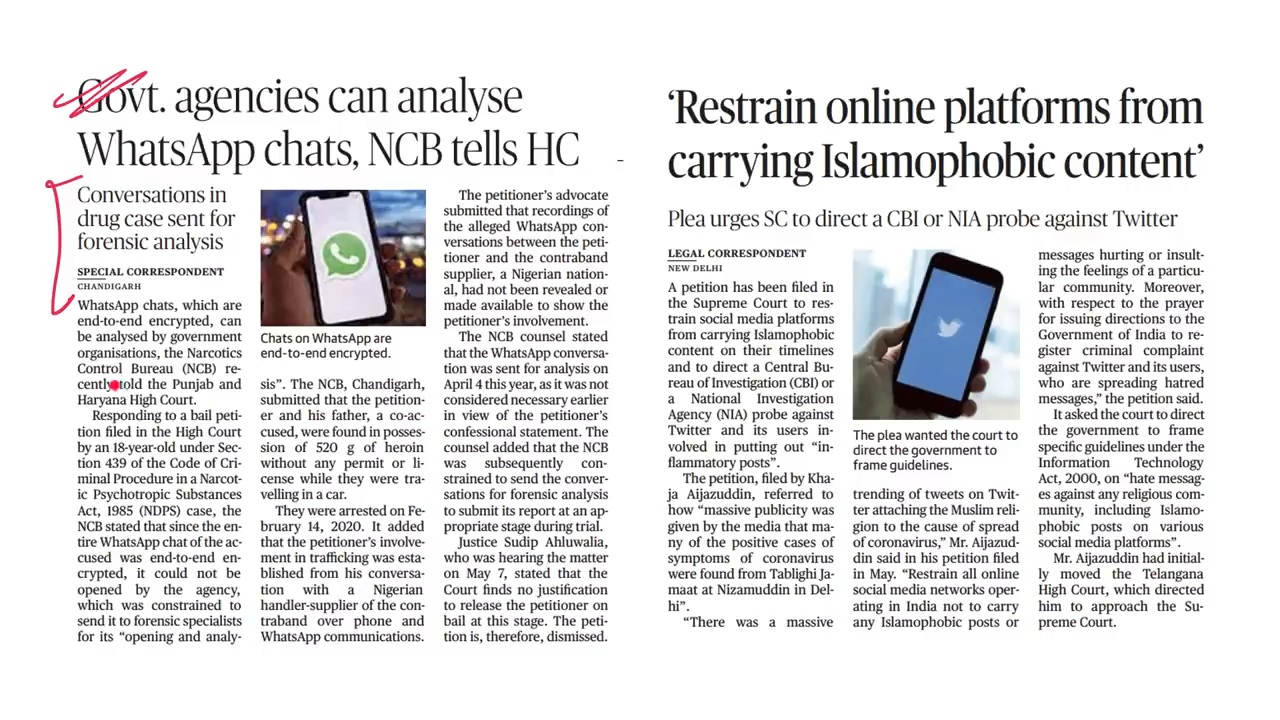 Govt. agencies can analyse
WhatsApp chats, NCB tells HC
Conversations in
drug case sent for
forensic analysis
SPECIAL CORRESPONDENT
CHANDIGARH
WhatsApp chats, which are
end-to-end encrypted, can
be analysed by government
organisations, the Narcotics
Control Bureau (NCB) re-
cently told the Punjab and
Haryana High Court.
Responding to a bail peti-
tion filed in the High Court
by an 18-year-old under Sec-
tion 439 of the Code of Cri-
minal Procedure in a Narcot-
ic Psychotropic Substances
Act, 1985 (NDPS) case, the
NCB stated that since the en-
tire WhatsApp chat of the ac-
cused was end-to-end en-
crypted, it could not be
opened by the agency,
which was constrained to
send it to forensic specialists
for its “opening and analy-
Chats on WhatsApp are
end-to-end encrypted.
sis”. The NCB, Chandigarh,
submitted that the petition-
er and his father, a co-ac-
cused, were found in posses-
sion of 520 g of heroin
without any permit or li-
cense while they were tra-
velling in a car.
They were arrested on Fe-
bruary 14, 2020. It added
that the petitioner’s involve-
ment in trafficking was esta-
blished from his conversa-
tion with a Nigerian
handler-supplier of the con-
traband over phone and
WhatsApp communications.
The petitioner’s advocate
submitted that recordings of
the alleged WhatsApp con-
versations between the peti-
tioner and the contraband
supplier, a Nigerian nation-
al, had not been revealed or
made available to show the
petitioner’s involvement.
The NCB counsel stated
that the WhatsApp conversa-
tion was sent for analysis on
April 4 this year, as it was not
considered necessary earlier
in view of the petitioner’s
confessional statement. The
counsel added that the NCB
was subsequently con-
strained to send the conver-
sations for forensic analysis
to submit its report at an ap-
propriate stage during trial.
Justice Sudip Ahluwalia,
who was hearing the matter
on May 7, stated that the
Court finds no justification
to release the petitioner on
bail at this stage. The peti-
tion is, therefore, dismissed.
‘Restrain online platforms from
carrying Islamophobic content’
Plea urges SC to direct a CBI or NIA probe against Twitter
LEGAL CORRESPONDENT
NEW DELHI
A petition has been filed in
the Supreme Court to res-
train social media platforms
from carrying Islamophobic
content on their timelines
and to direct a Central Bu-
reau of Investigation (CBI) or
a National Investigation
Agency (NIA) probe against
Twitter and its users in-
volved in putting out “in-
flammatory posts”.
The petition, filed by Kha-
ja Aijazuddin, referred to
how “massive publicity was
given by the media that ma-
ny of the positive cases of
symptoms of coronavirus
were found from Tablighi Ja-
maat at Nizamuddin in Del-
hi”.
“There was a massive
The plea wanted the court to
direct the government to
frame guidelines.
trending of tweets on Twit-
ter attaching the Muslim reli-
gion to the cause of spread
of coronavirus,” Mr. Aijazud-
din said in his petition filed
in May. “Restrain all online
social media networks oper-
ating in India not to carry
any Islamophobic posts or
messages hurting or insult-
ing the feelings of a particu-
lar community. Moreover,
with respect to the prayer
for issuing directions to the
Government of India to re-
gister criminal complaint
against Twitter and its users,
who are spreading hatred
messages,” the petition said.
It asked the court to direct
the government to frame
specific guidelines under the
Information Technology
Act, 2000, on “hate messag-
es against any religious com-
munity, including Islamo-
phobic posts on various
social media platforms”.
Mr. Aijazuddin had initial-
ly moved the Telangana
High Court, which directed
him to approach the Su-
preme Court.